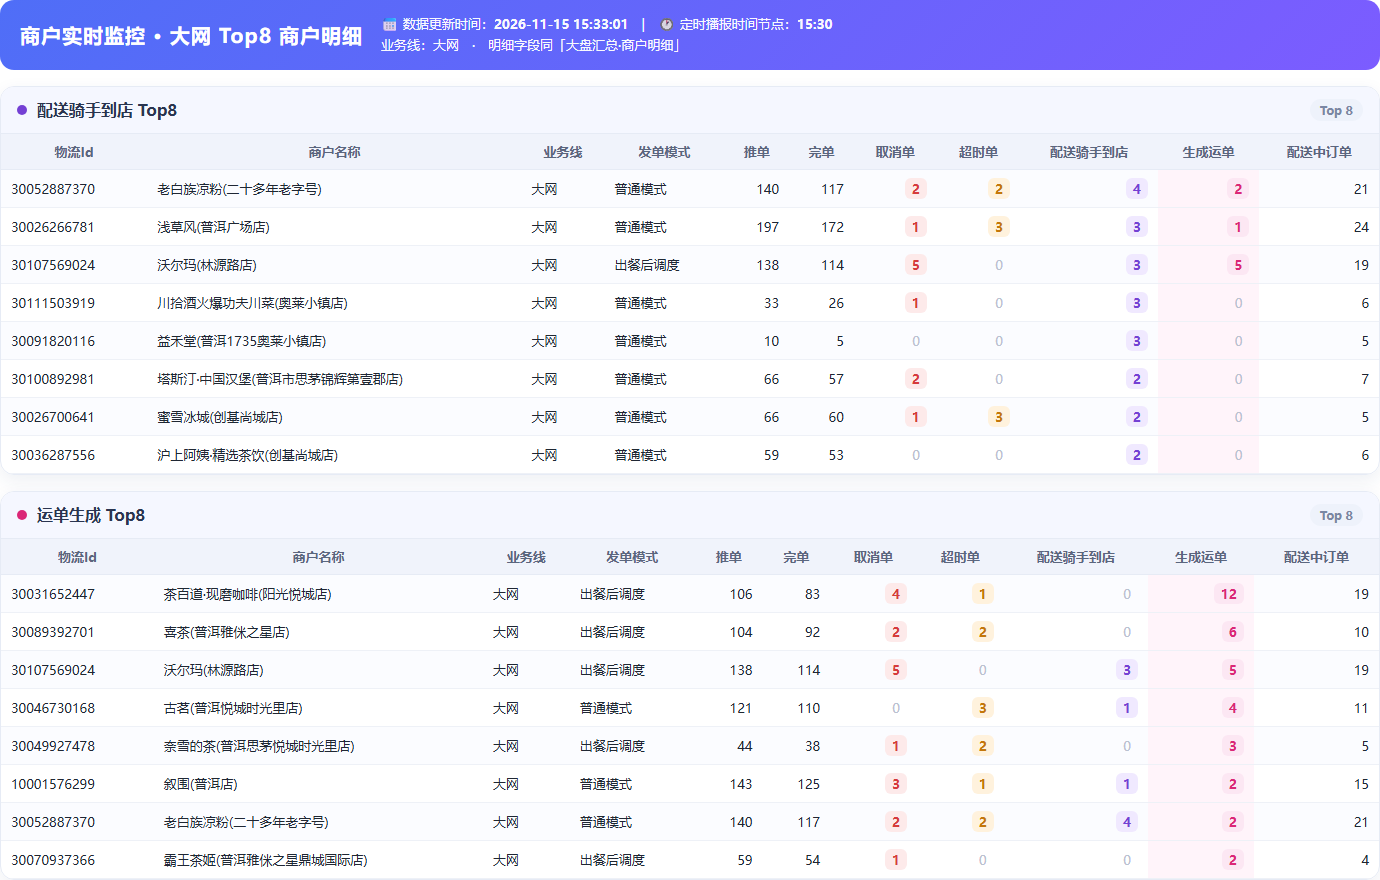 商户实时监控 • 大网 Top8 商户明细
数据更新时间：2026-11-15 15:33:01 | 定时播报时间节点：15:30
业务线：大网 · 明细字段同「大盘汇总·商户明细」
配送骑手到店 Top8 Top 8
物流Id 商户名称 业务线 发单模式 推单 完单 取消单 超时单 配送骑手到店 生成运单 配送中订单
30052887370 老白族凉粉(二十多年老字号) 大网 普通模式 140 117 2 2 4 2 21
30026266781 浅草风(普洱广场店) 大网 普通模式 197 172 1 3 3 1 24
30107569024 沃尔玛(林源路店) 大网 出餐后调度 138 114 5 0 3 5 19
30111503919 川拾酒火爆功夫川菜(奥莱小镇店) 大网 普通模式 33 26 1 0 3 0 6
30091820116 益禾堂(普洱1735奥莱小镇店) 大网 普通模式 10 5 0 0 3 0 5
30100892981 塔斯汀·中国汉堡(普洱市思茅锦辉第壹郡店) 大网 普通模式 66 57 2 0 2 0 7
30026700641 蜜雪冰城(创基尚城店) 大网 普通模式 66 60 1 3 2 0 5
30036287556 沪上阿姨·精选茶饮(创基尚城店) 大网 普通模式 59 53 0 0 2 0 6
运单生成 Top8 Top 8
物流Id 商户名称 业务线 发单模式 推单 完单 取消单 超时单 配送骑手到店 生成运单 配送中订单
30031652447 茶百道·现磨咖啡(阳光悦城店) 大网 出餐后调度 106 83 4 1 0 12 19
30089392701 喜茶(普洱雅侎之星店) 大网 出餐后调度 104 92 2 2 0 6 10
30107569024 沃尔玛(林源路店) 大网 出餐后调度 138 114 5 0 3 5 19
30046730168 古茗(普洱悦城时光里店) 大网 普通模式 121 110 0 3 1 4 11
30049927478 奈雪的茶(普洱思茅悦城时光里店) 大网 出餐后调度 44 38 1 2 0 3 5
10001576299 叙围(普洱店) 大网 普通模式 143 125 3 1 1 2 15
30052887370 老白族凉粉(二十多年老字号) 大网 普通模式 140 117 2 2 4 2 21
30070937366 霸王茶姬(普洱雅侎之星鼎城国际店) 大网 出餐后调度 59 54 1 0 0 2 4